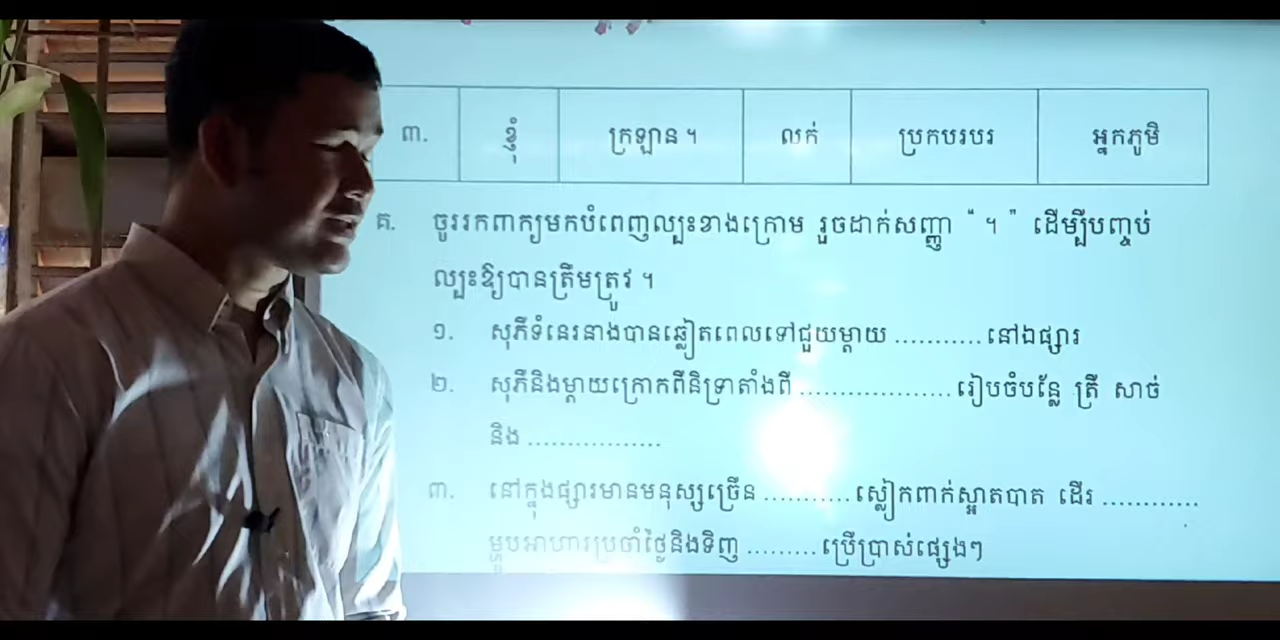 ៣. ខ្ញុំ ក្រឡាន ។ លក់ ប្រកបរបរ អ្នកភូមិ
គ. ចូររកពាក្យមកបំពេញល្បះខាងក្រោម រួចដាក់សញ្ញា “ ។ ” ដើម្បីបញ្ចប់
ល្បះឱ្យបានត្រឹមត្រូវ ។
១. សុភីទំនេរនាងបានឆ្លៀតពេលទៅជួយម្ដាយ ........... នៅឯផ្សារ
២. សុភីនិងម្ដាយក្រោកពីនិទ្រាតាំងពី ................... រៀបចំបន្លែ ត្រី សាច់
និង .................
៣. នៅក្នុងផ្សារមានមនុស្សច្រើន ........... ស្លៀកពាក់ស្អាតបាត ដើរ ............
ម្ហូបអាហារប្រចាំថ្ងៃនិងទិញ ......... ប្រើប្រាស់ផ្សេងៗ